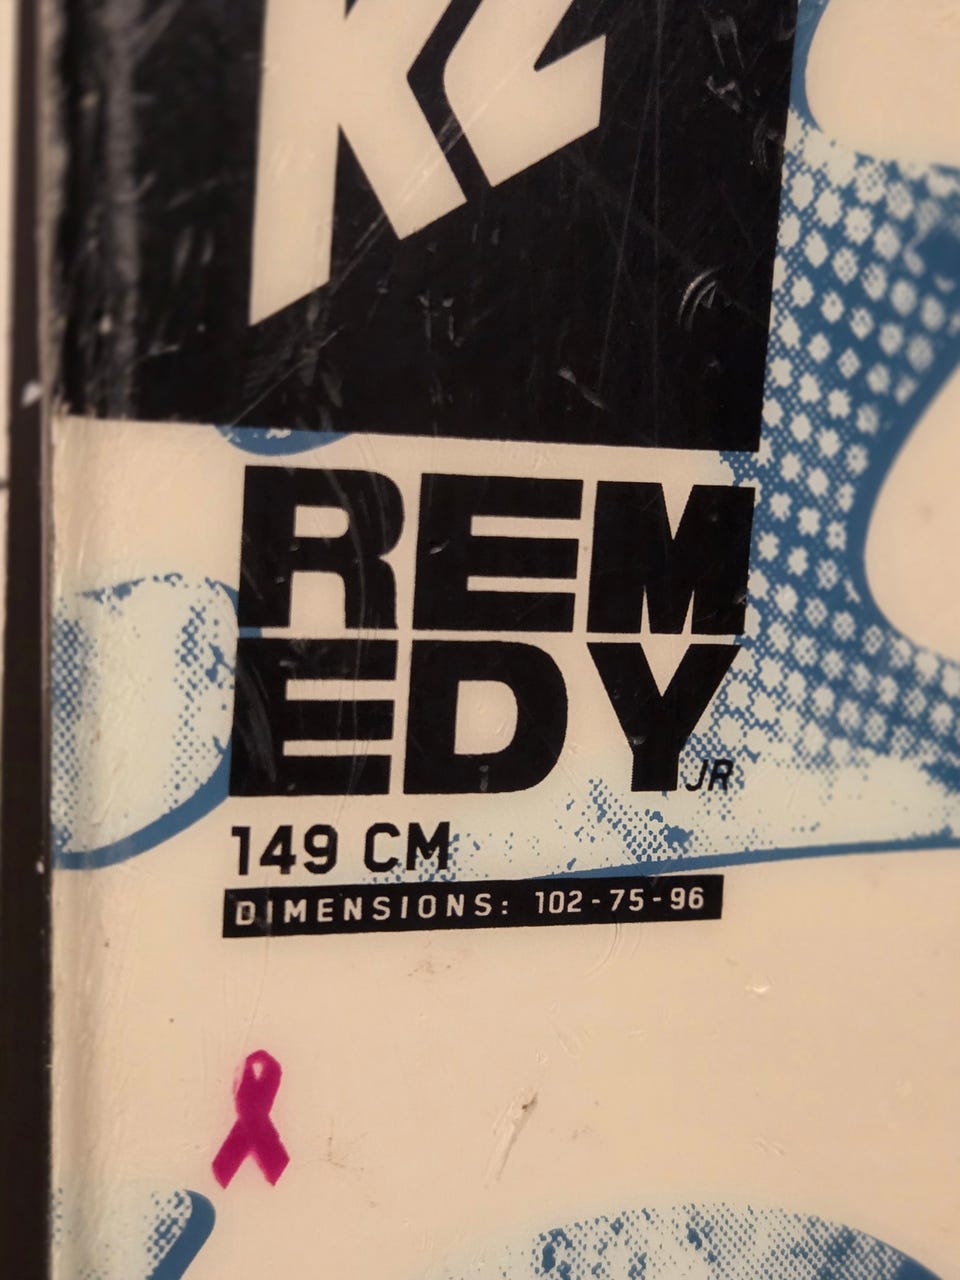 K2
REM
EDY JR
149 CM
DIMENSIONS: 102-75-96